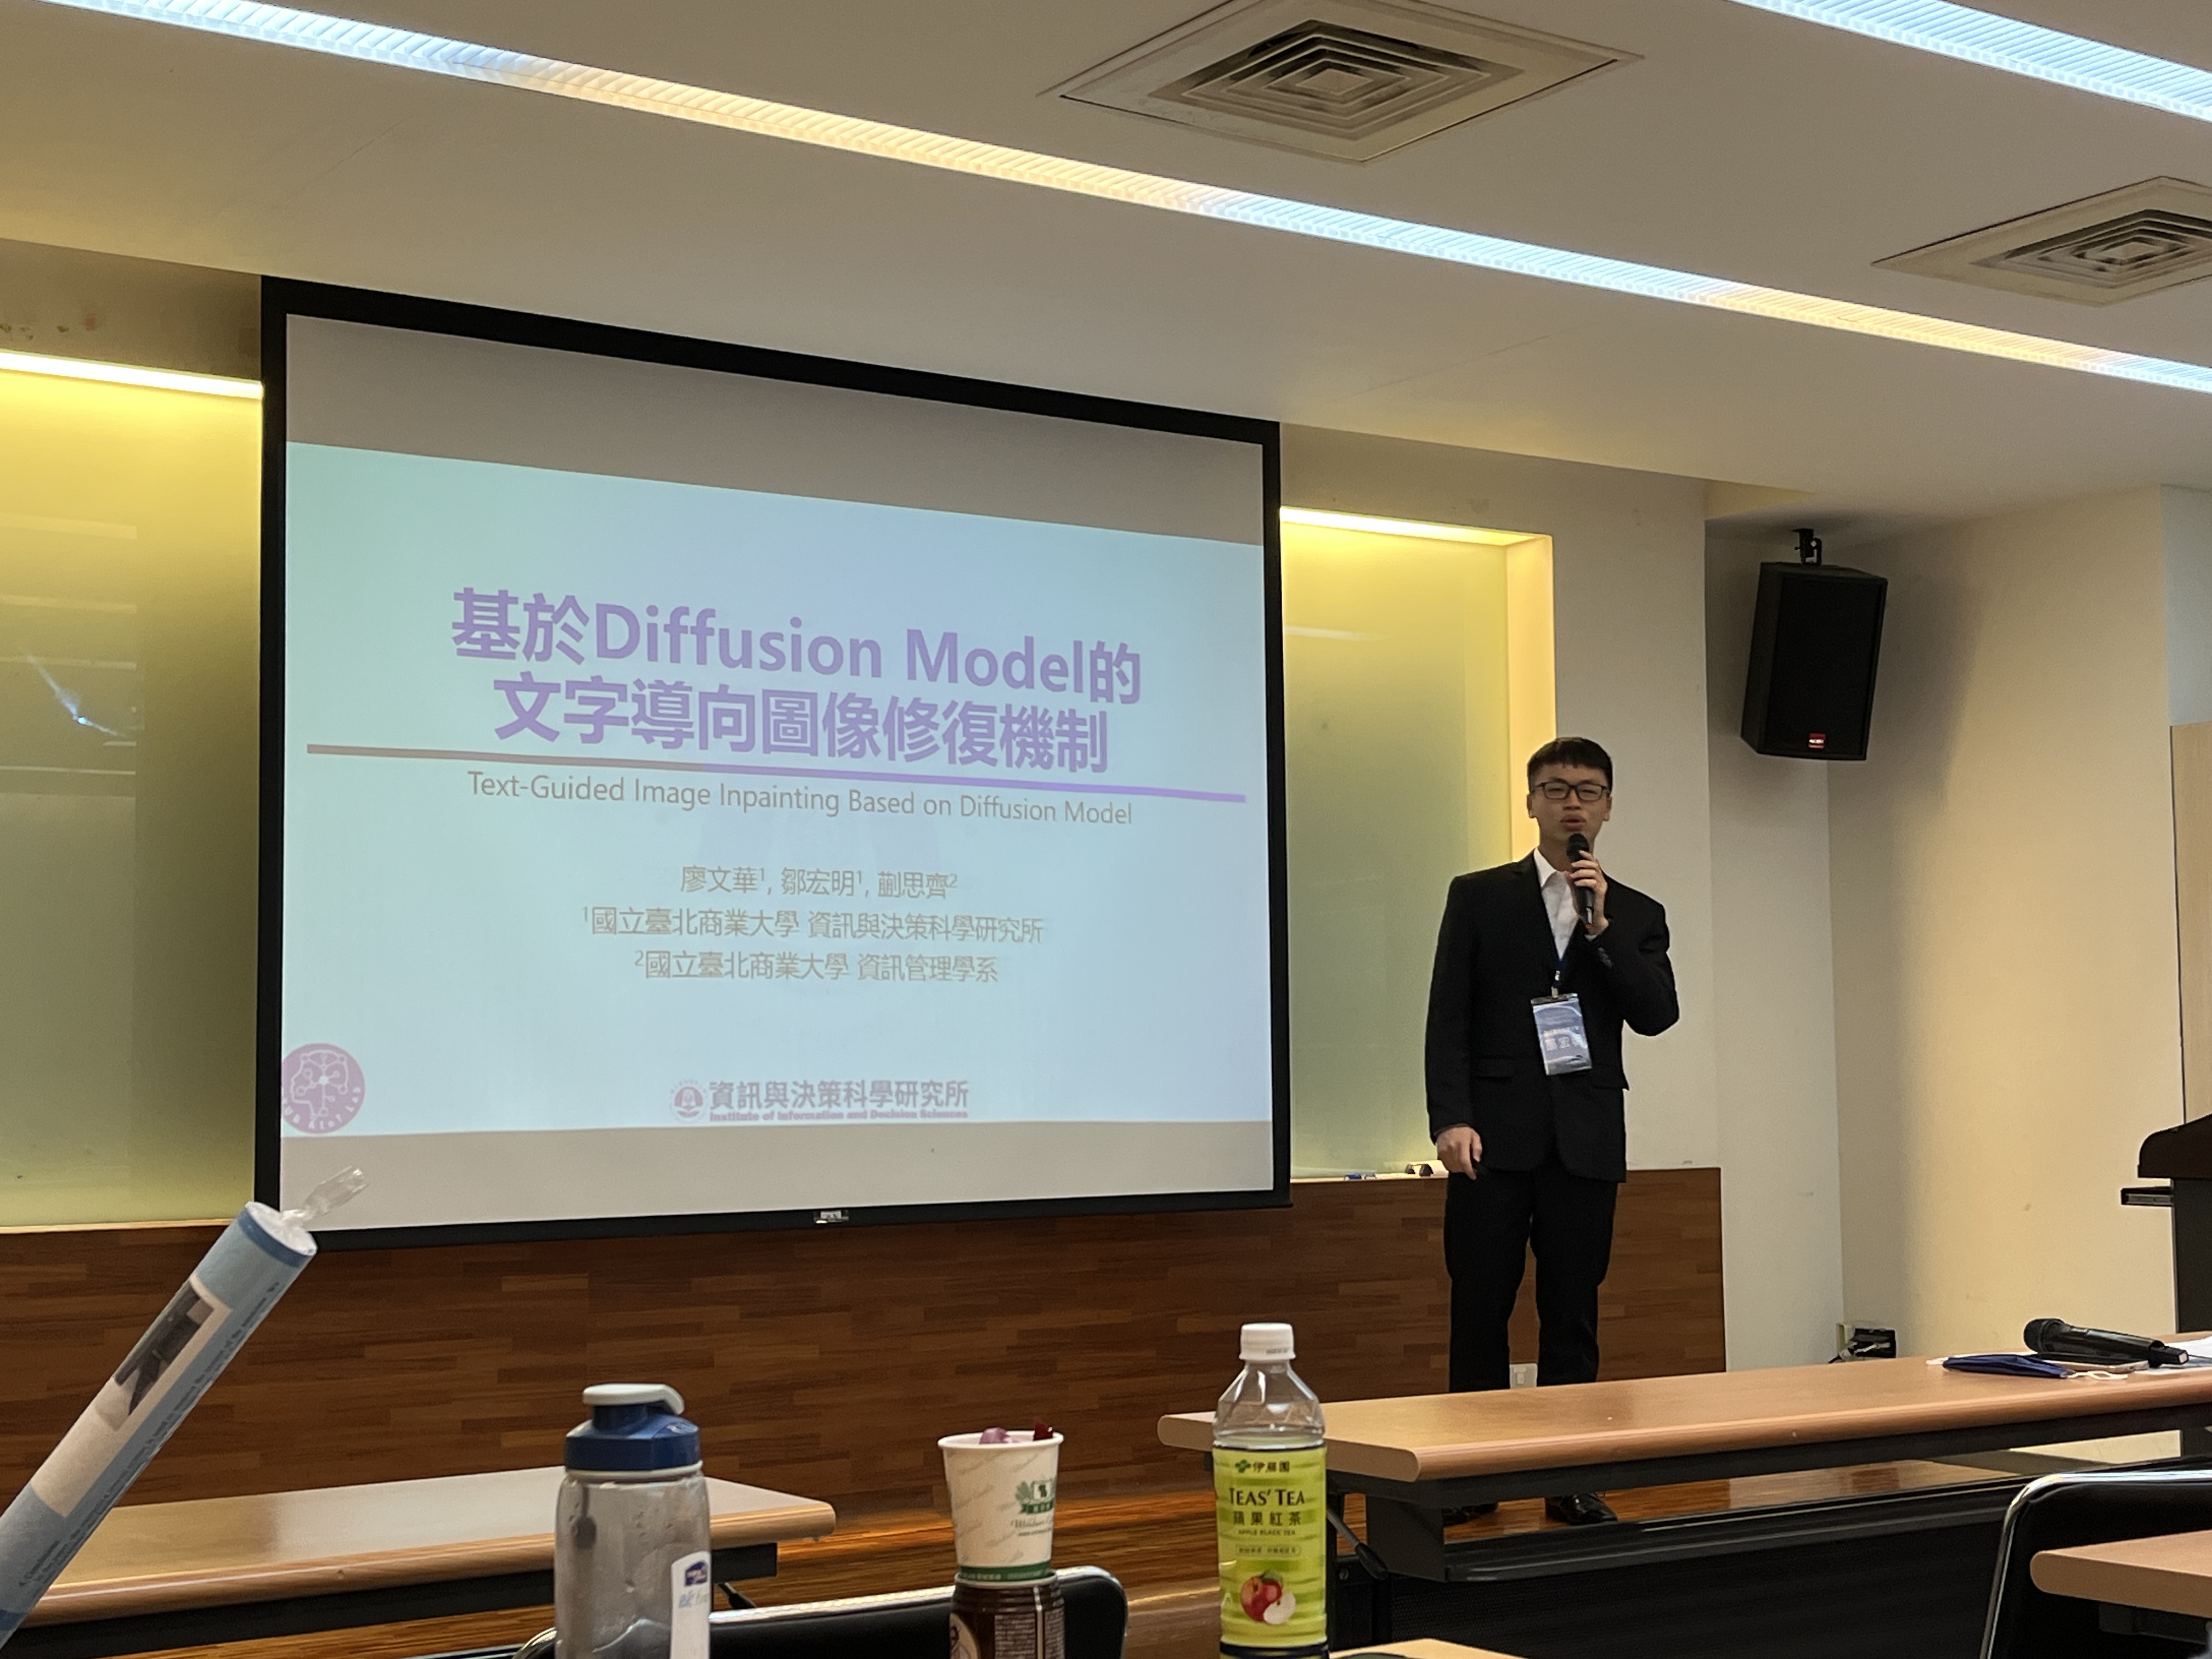 基於Diffusion Model的
文字導向圖像修復機制
Text-Guided Image Inpainting Based on Diffusion Model
廖文華¹, 鄒宏明¹, 蒯思齊²
¹國立臺北商業大學 資訊與決策科學研究所
²國立臺北商業大學 資訊管理學系
資訊與決策科學研究所
Institute of Information and Decision Sciences
伊藤園
TEAS' TEA
蘋果紅茶
APPLE BLACK TEA